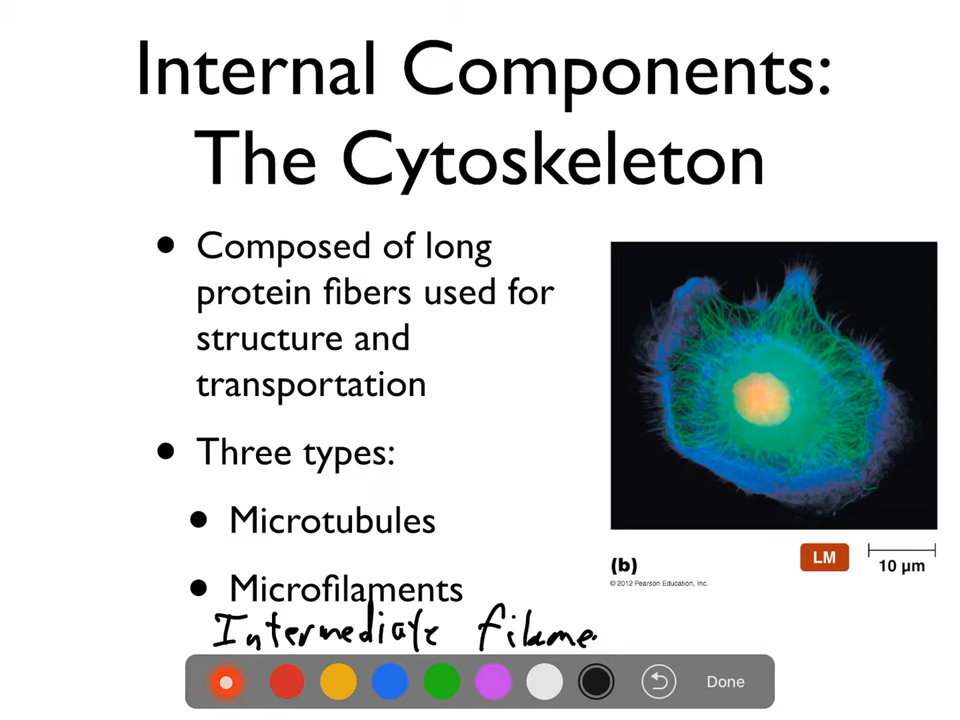 Internal Components:
The Cytoskeleton
• Composed of long
protein fibers used for
structure and
transportation
• Three types:
• Microtubules
• Microfilaments
Intermediate filame
(b)
LM
10 µm
© 2012 Pearson Education, Inc.
Done